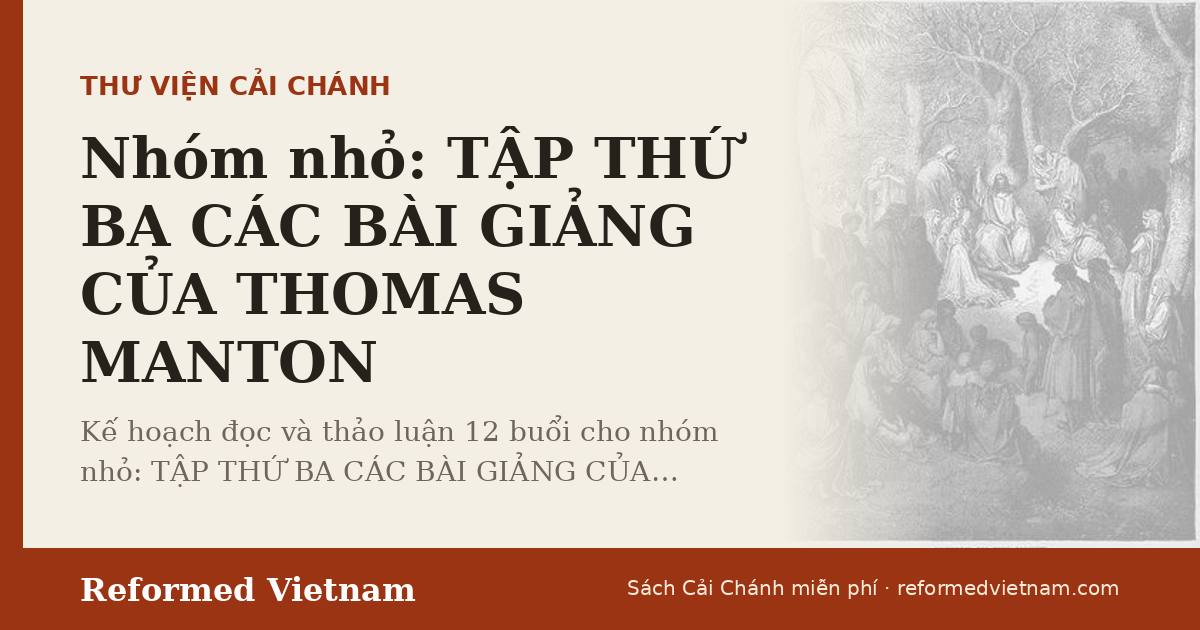 THƯ VIỆN CẢI CHÁNH
Nhóm nhỏ: TẬP THỨ
BA CÁC BÀI GIẢNG
CỦA THOMAS
MANTON
Kế hoạch đọc và thảo luận 12 buổi cho nhóm
nhỏ: TẬP THỨ BA CÁC BÀI GIẢNG CỦA...
Reformed Vietnam
Sách Cải Chánh miễn phí · reformedvietnam.com